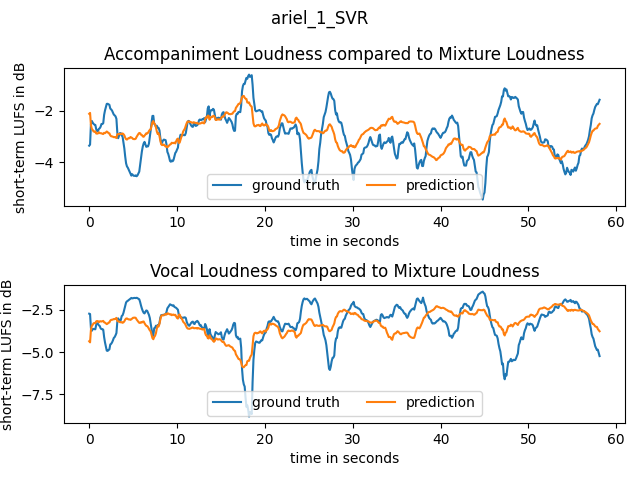 ariel_1_SVR
Accompaniment Loudness compared to Mixture Loudness
short-term LUFS in dB
−2
−4
ground truth
prediction
0
10
20
30
40
50
60
time in seconds
Vocal Loudness compared to Mixture Loudness
short-term LUFS in dB
−2.5
−5.0
−7.5
ground truth
prediction
0
10
20
30
40
50
60
time in seconds